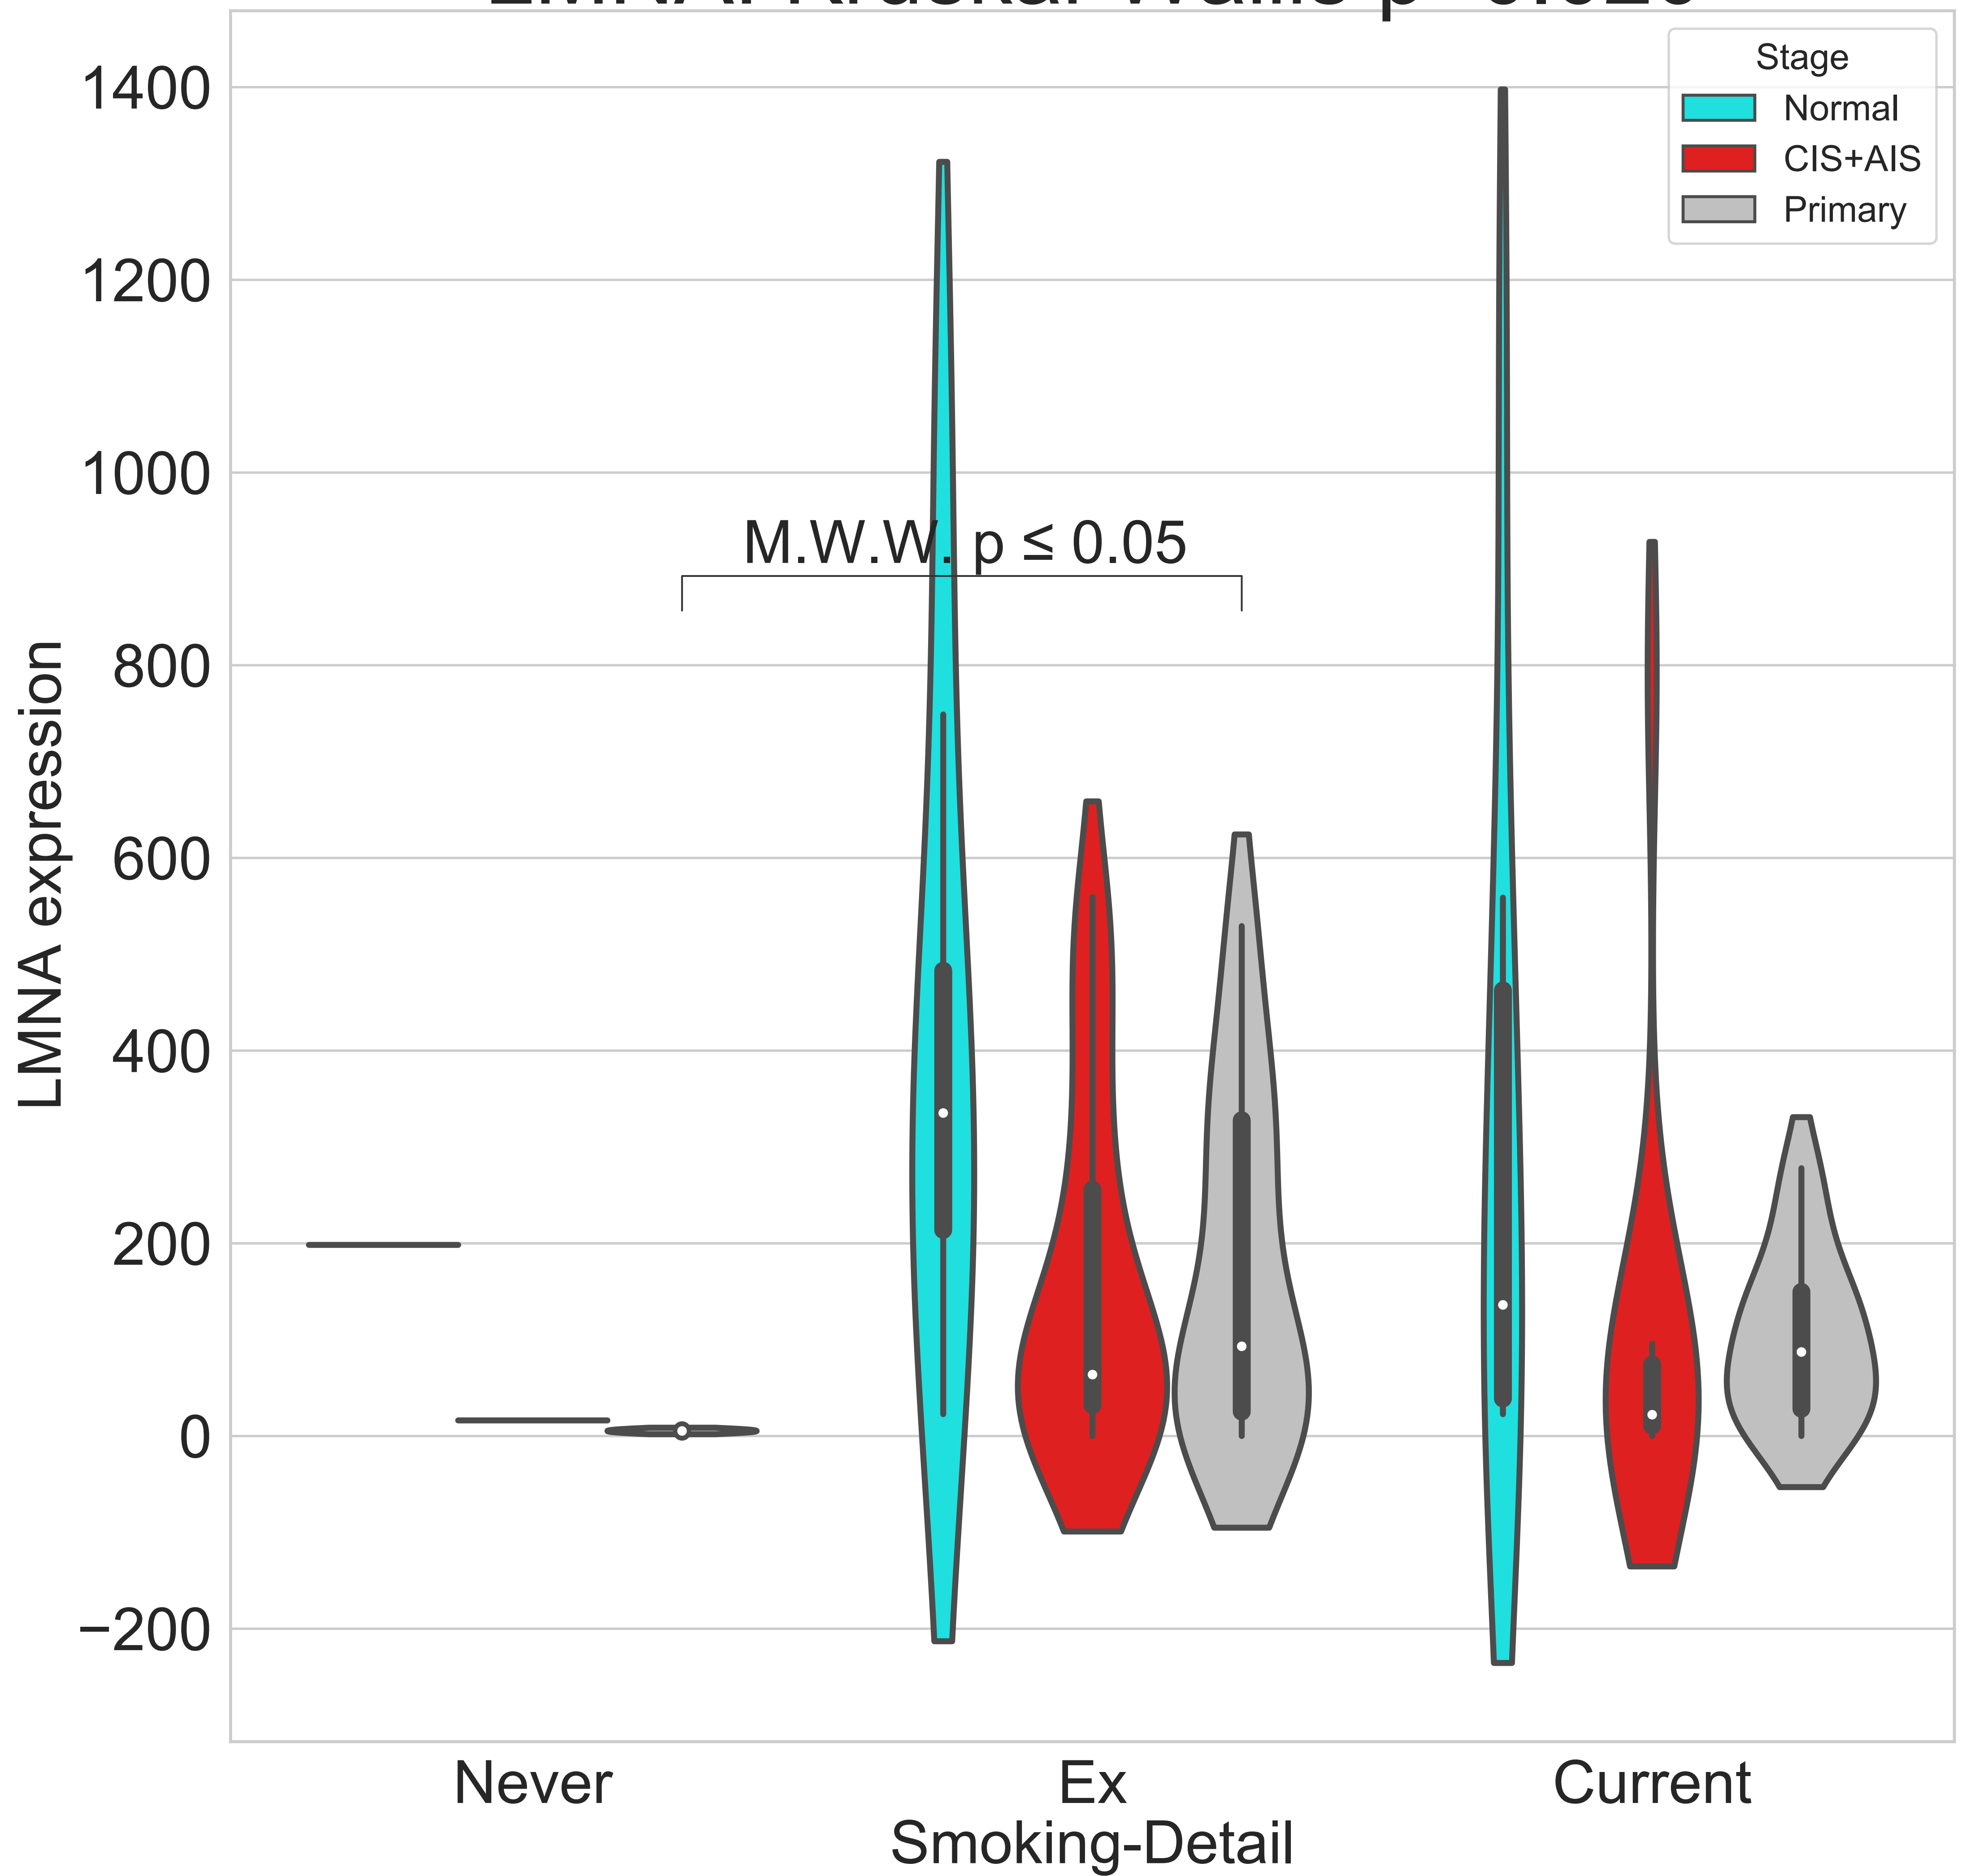 Stage
Normal
CIS+AIS
Primary
1400
1200
1000
800
600
400
200
0
−200
LMNA expression
M.W.W. p ≤ 0.05
Never
Ex
Current
Smoking-Detail